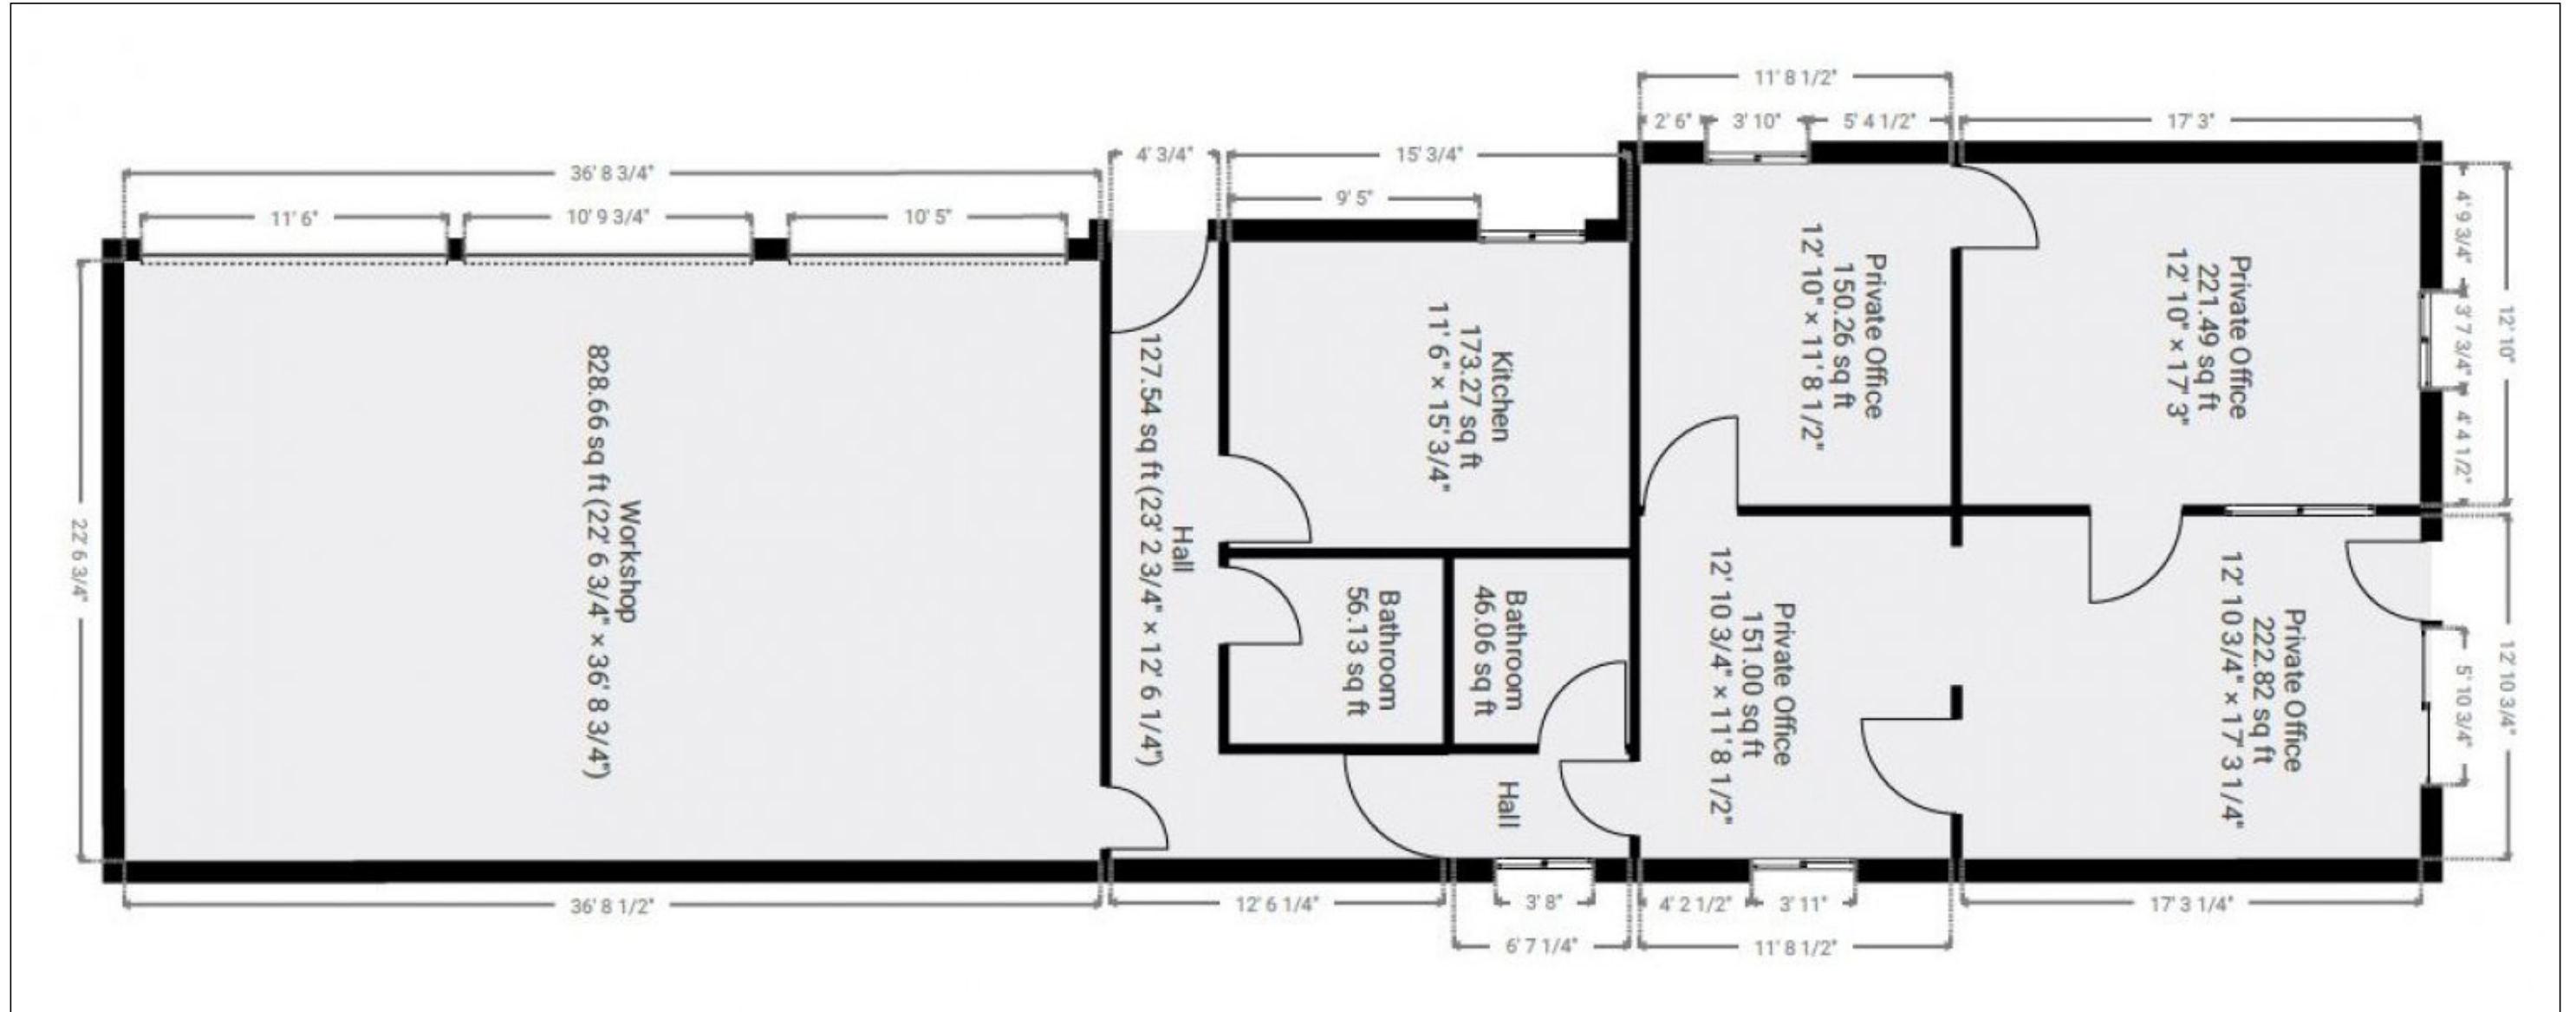 11' 8 1/2"
2' 6"
3' 10"
5' 4 1/2"
17' 3"
4' 3/4"
15' 3/4"
36' 8 3/4"
9' 5"
11' 6"
10' 9 3/4"
10' 5"
22' 6 3/4"
Workshop
828.66 sq ft (22' 6 3/4" × 36' 8 3/4")
Hall
127.54 sq ft (23' 2 3/4" × 12' 6 1/4")
Kitchen
173.27 sq ft
11' 6" × 15' 3/4"
Bathroom
56.13 sq ft
Bathroom
46.06 sq ft
Hall
Private Office
150.26 sq ft
12' 10" × 11' 8 1/2"
Private Office
221.49 sq ft
12' 10" × 17' 3"
Private Office
151.00 sq ft
12' 10 3/4" × 11' 8 1/2"
Private Office
222.82 sq ft
12' 10 3/4" × 17' 3 1/4"
4' 9 3/4"
3' 7 3/4"
4' 4 1/2"
12' 10"
5' 10 3/4"
12' 10 3/4"
36' 8 1/2"
12' 6 1/4"
3' 8"
4' 2 1/2"
3' 11"
17' 3 1/4"
6' 7 1/4"
11' 8 1/2"